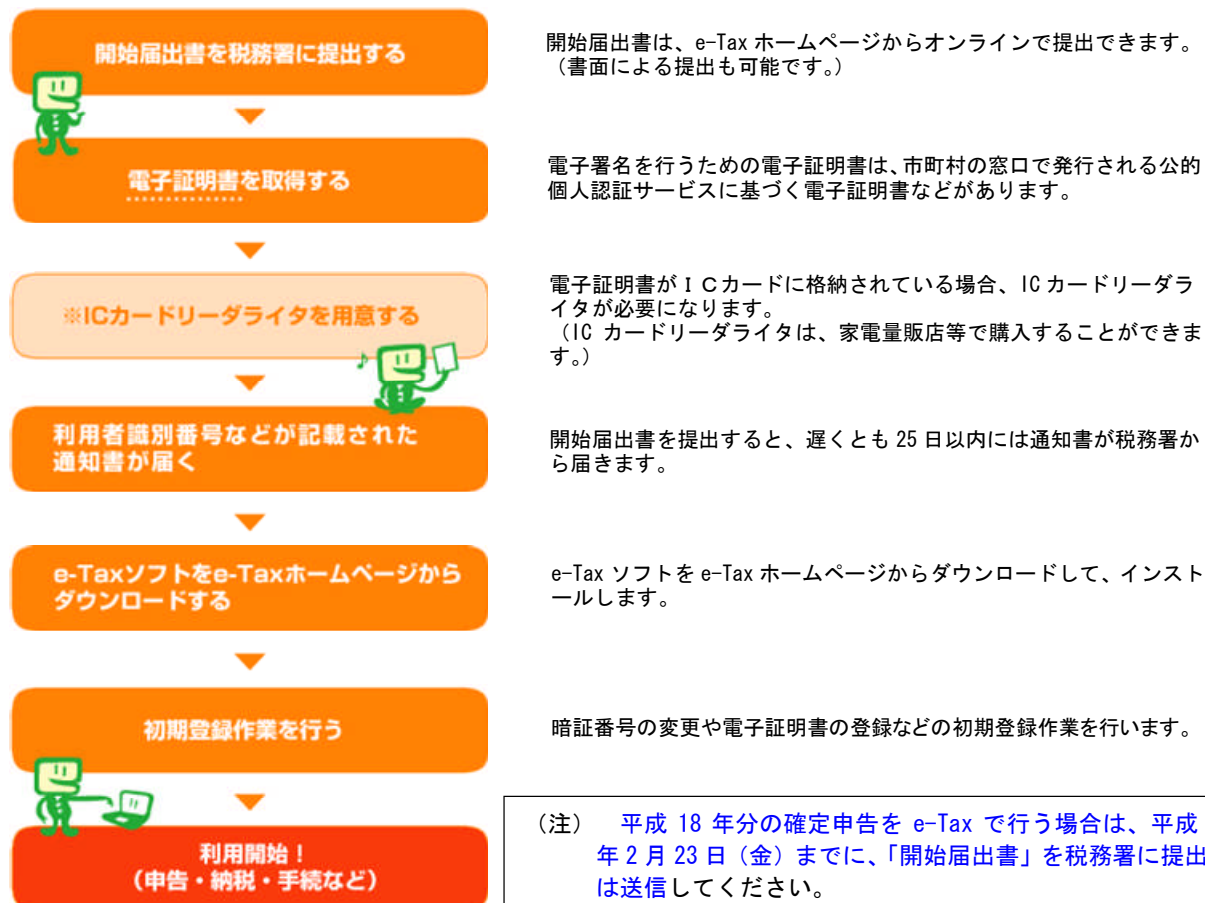 開始届出書を税務署に提出する
開始届出書は、e-Tax ホームページからオンラインで提出できます。
（書面による提出も可能です。）
電子証明書を取得する
電子署名を行うための電子証明書は、市町村の窓口で発行される公的
個人認証サービスに基づく電子証明書などがあります。
※ICカードリーダライタを用意する
電子証明書がＩＣカードに格納されている場合、IC カードリーダラ
イタが必要になります。
（IC カードリーダライタは、家電量販店等で購入することができま
す。）
利用者識別番号などが記載された
通知書が届く
開始届出書を提出すると、遅くとも 25 日以内には通知書が税務署か
ら届きます。
e-Taxソフトをe-Taxホームページから
ダウンロードする
e-Tax ソフトを e-Tax ホームページからダウンロードして、インスト
ールします。
初期登録作業を行う
暗証番号の変更や電子証明書の登録などの初期登録作業を行います。
利用開始！
（申告・納税・手続など）
（注）　平成 18 年分の確定申告を e-Tax で行う場合は、平成
年 2 月 23 日（金）までに、「開始届出書」を税務署に提出
は送信してください。